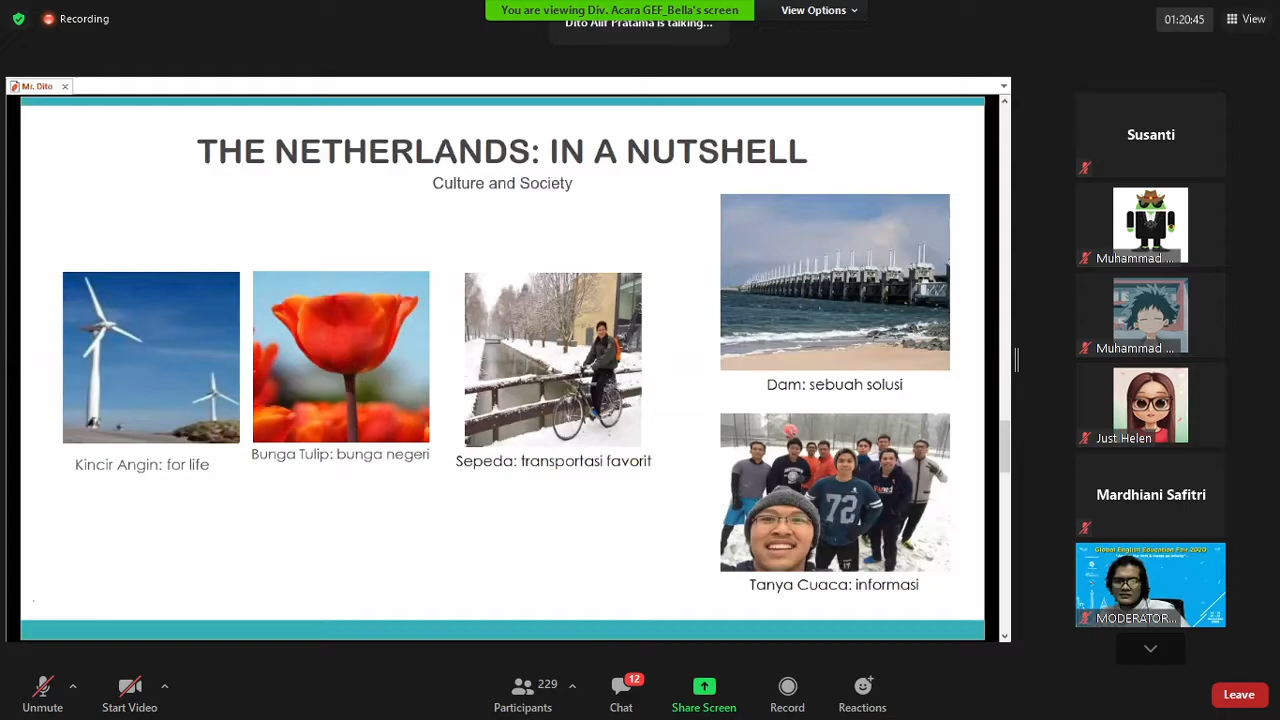 Recording
You are viewing Div. Acara GEF_Bella's screen
View Options
Dito Alif Pratama is talking...
01:20:45
View
Mr. Dito
THE NETHERLANDS: IN A NUTSHELL
Culture and Society
Kincir Angin: for life
Bunga Tulip: bunga negeri
Sepeda: transportasi favorit
Dam: sebuah solusi
72
Tanya Cuaca: informasi
Susanti
Muhammad ...
Muhammad ...
Just Helen
Mardhiani Safitri
Global English Education Fair 2020
MODERATOR...
Unmute
Start Video
229
Participants
12
Chat
Share Screen
Record
Reactions
Leave